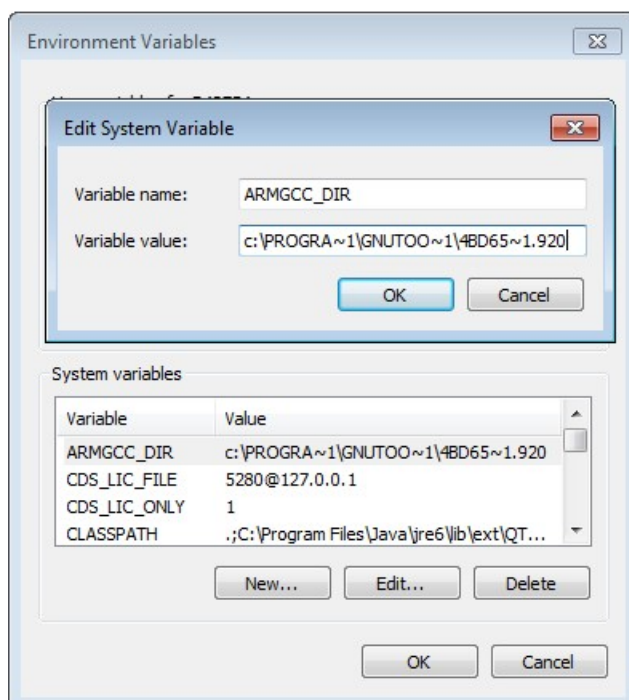 Environment Variables
Edit System Variable
Variable name: ARMGCC_DIR
Variable value: c:\PROGRA~1\GNUTOO~1\4BD65~1.920
OK Cancel
System variables
Variable Value
ARMGCC_DIR c:\PROGRA~1\GNUTOO~1\4BD65~1.920
CDS_LIC_FILE 5280@127.0.0.1
CDS_LIC_ONLY 1
CLASSPATH .;C:\Program Files\Java\jre6\lib\ext\QT...
New... Edit... Delete
OK Cancel